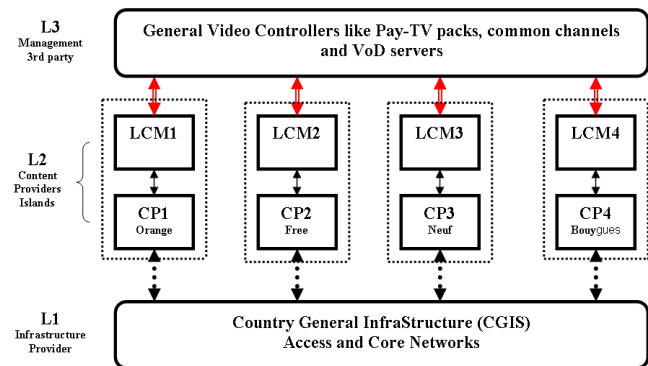 L3
Management
3rd party
General Video Controllers like Pay-TV packs, common channels
and VoD servers
LCM1
LCM2
LCM3
LCM4
L2
Content
Providers
Islands
CP1
Orange
CP2
Free
CP3
Neuf
CP4
Bouygues
L1
Infrastructure
Provider
Country General InfraStructure (CGIS)
Access and Core Networks